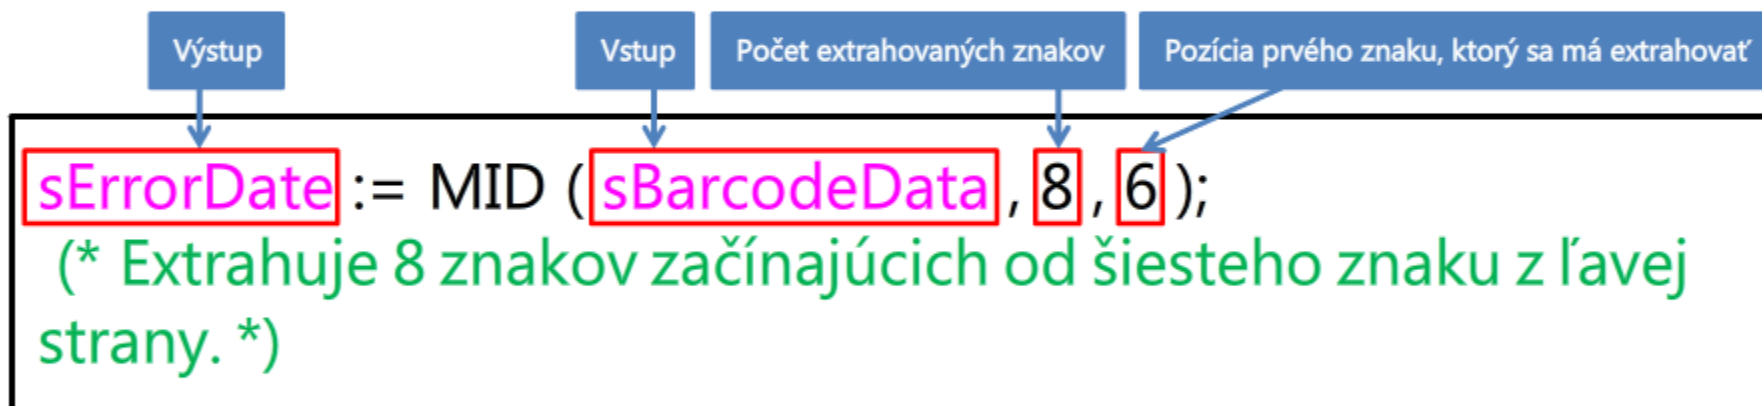 Výstup
Vstup
Počet extrahovaných znakov
Pozícia prvého znaku, ktorý sa má extrahovať
sErrorDate := MID ( sBarcodeData , 8 , 6 );
(* Extrahuje 8 znakov začínajúcich od šiesteho znaku z ľavej
strany. *)